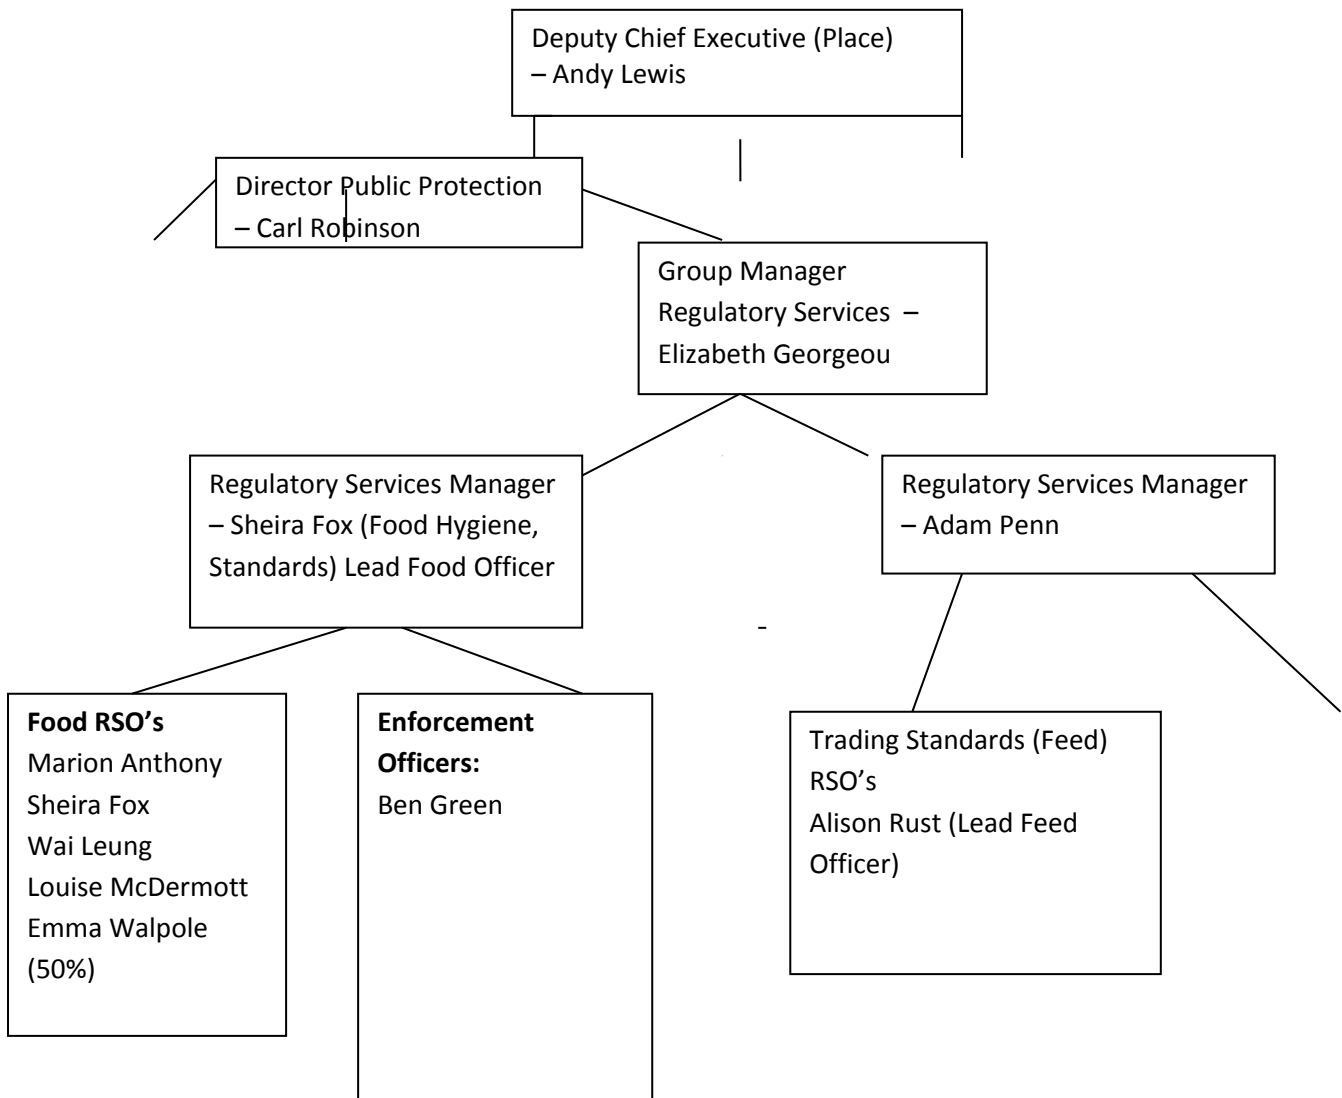 Deputy Chief Executive (Place)
– Andy Lewis
Director Public Protection
– Carl Robinson
Group Manager
Regulatory Services –
Elizabeth Georgeou
Regulatory Services Manager
– Sheira Fox (Food Hygiene,
Standards) Lead Food Officer
Regulatory Services Manager
– Adam Penn
Food RSO’s
Marion Anthony
Sheira Fox
Wai Leung
Louise McDermott
Emma Walpole
(50%)
Enforcement
Officers:
Ben Green
Trading Standards (Feed)
RSO’s
Alison Rust (Lead Feed
Officer)